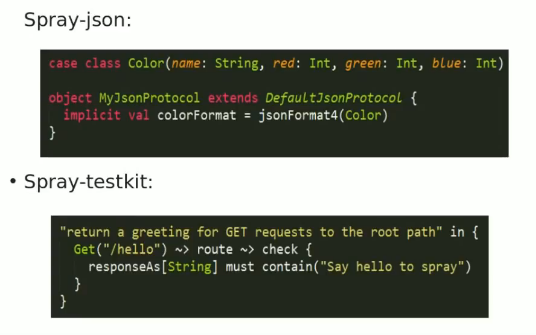 Spray-json:
case class Color(name: String, red: Int, green: Int, blue: Int)
object MyJsonProtocol extends DefaultJsonProtocol {
implicit val colorFormat = jsonFormat4(Color)
}
• Spray-testkit:
"return a greeting for GET requests to the root path" in {
Get("/hello") ~> route ~> check {
responseAs[String] must contain("Say hello to spray")
}
}